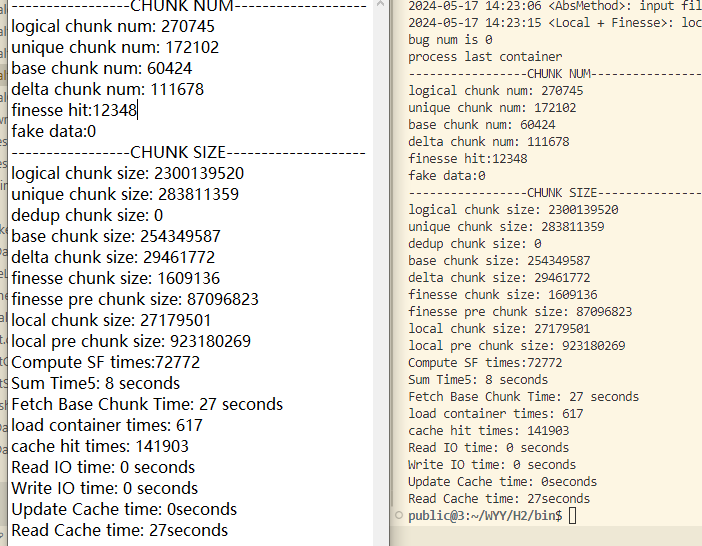 ----------------CHUNK NUM------------------
logical chunk num: 270745
unique chunk num: 172102
base chunk num: 60424
delta chunk num: 111678
finesse hit:12348
fake data:0
----------------CHUNK SIZE-------------------
logical chunk size: 2300139520
unique chunk size: 283811359
dedup chunk size: 0
base chunk size: 254349587
delta chunk size: 29461772
finesse chunk size: 1609136
finesse pre chunk size: 87096823
local chunk size: 27179501
local pre chunk size: 923180269
Compute SF times:72772
Sum Time5: 8 seconds
Fetch Base Chunk Time: 27 seconds
load container times: 617
cache hit times: 141903
Read IO time: 0 seconds
Write IO time: 0 seconds
Update Cache time: 0seconds
Read Cache time: 27seconds
2024-05-17 14:23:06 <AbsMethod>: input fil
2024-05-17 14:23:15 <Local + Finesse>: loc
bug num is 0
process last container
----------------CHUNK NUM---------------
logical chunk num: 270745
unique chunk num: 172102
base chunk num: 60424
delta chunk num: 111678
finesse hit:12348
fake data:0
----------------CHUNK SIZE--------------
logical chunk size: 2300139520
unique chunk size: 283811359
dedup chunk size: 0
base chunk size: 254349587
delta chunk size: 29461772
finesse chunk size: 1609136
finesse pre chunk size: 87096823
local chunk size: 27179501
local pre chunk size: 923180269
Compute SF times:72772
Sum Time5: 8 seconds
Fetch Base Chunk Time: 27 seconds
load container times: 617
cache hit times: 141903
Read IO time: 0 seconds
Write IO time: 0 seconds
Update Cache time: 0seconds
Read Cache time: 27seconds
public@3:~/WYY/H2/bin$